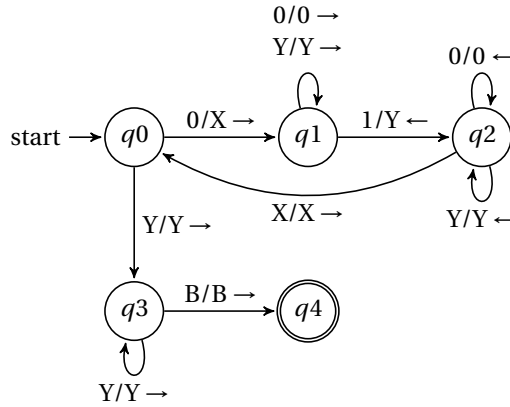 0/0 →
Y/Y →
0/0 ←
start
q0
0/X →
q1
1/Y ←
q2
X/X →
Y/Y ←
Y/Y →
q3
B/B →
q4
Y/Y →